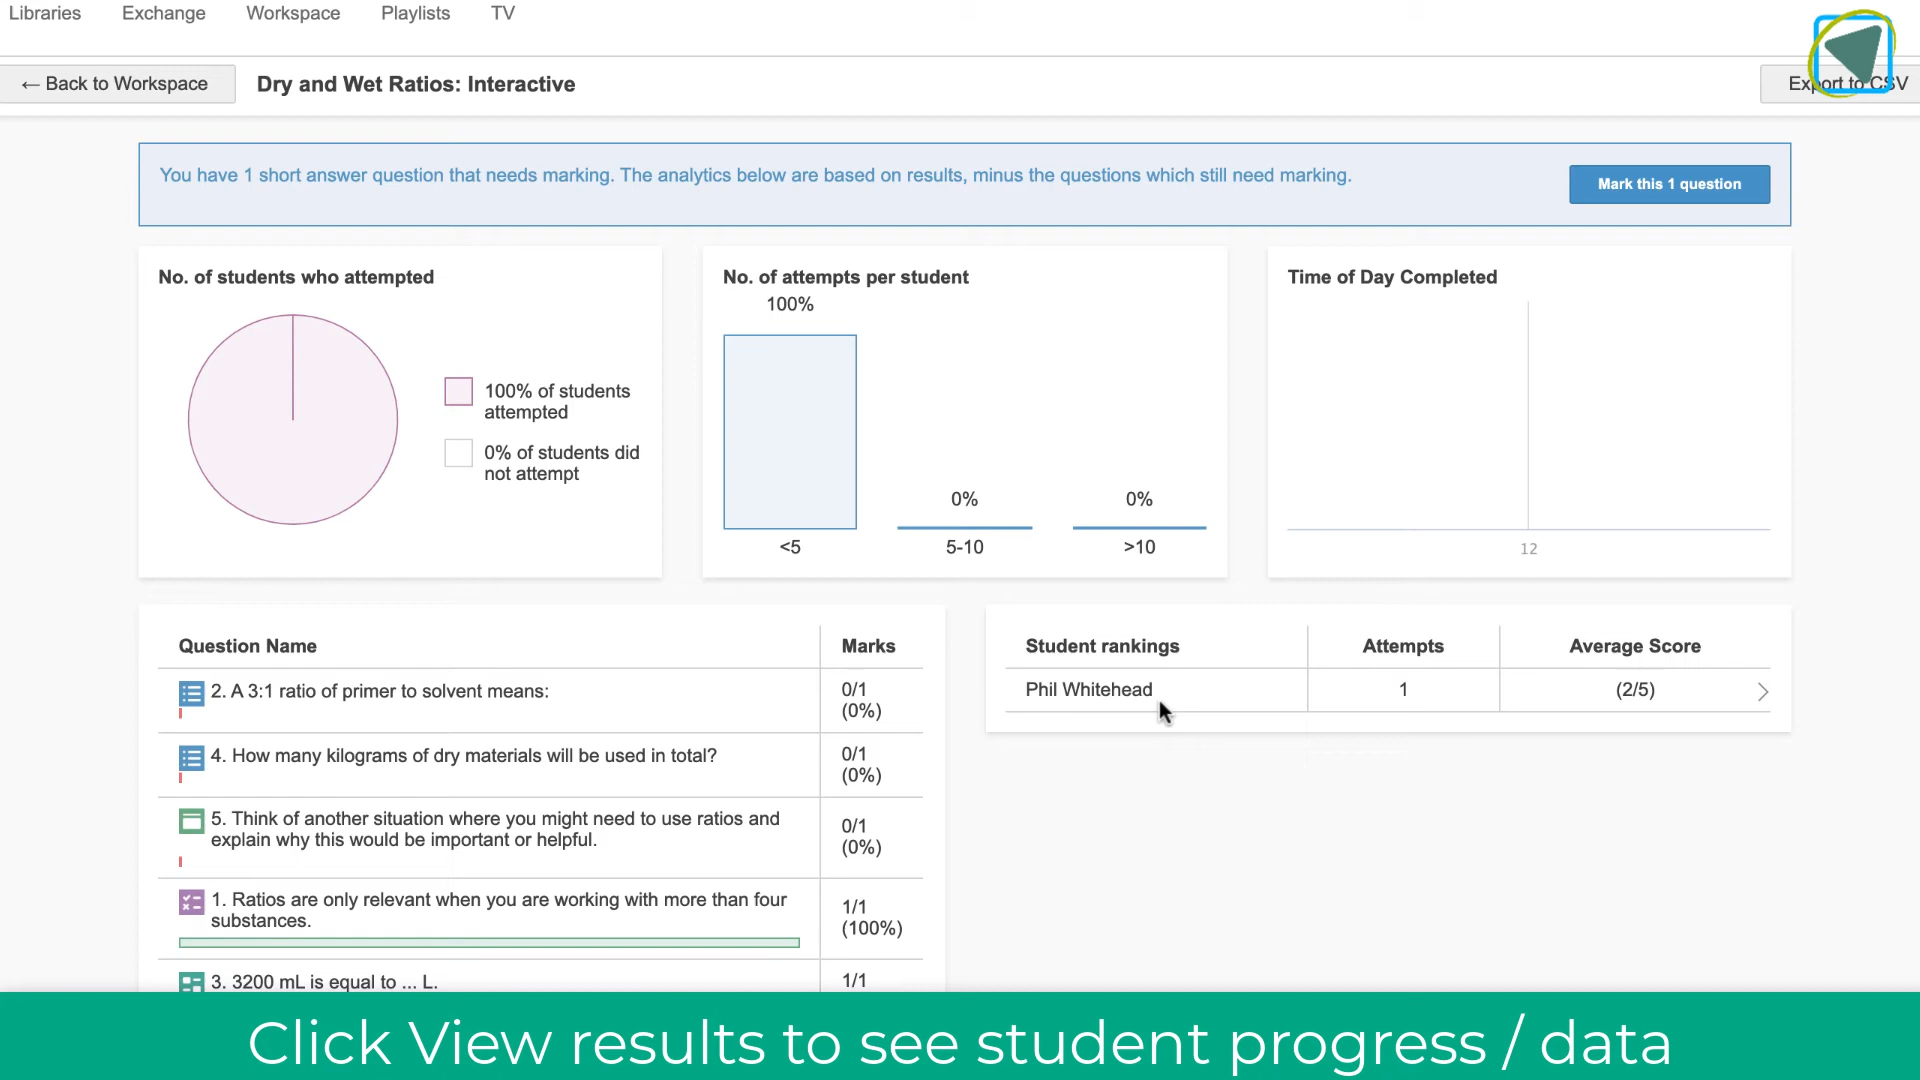 Libraries Exchange Workspace Playlists TV
← Back to Workspace
Dry and Wet Ratios: Interactive
Export to CSV
You have 1 short answer question that needs marking. The analytics below are based on results, minus the questions which still need marking.
Mark this 1 question
No. of students who attempted
100% of students
attempted
0% of students did
not attempt
No. of attempts per student
100%
0%
0%
<5
5-10
>10
Time of Day Completed
12
Question Name Marks
2. A 3:1 ratio of primer to solvent means:
0/1
(0%)
4. How many kilograms of dry materials will be used in total?
0/1
(0%)
5. Think of another situation where you might need to use ratios and
explain why this would be important or helpful.
0/1
(0%)
1. Ratios are only relevant when you are working with more than four
substances.
1/1
(100%)
3. 3200 mL is equal to ... L.
1/1
Student rankings Attempts Average Score
Phil Whitehead 1 (2/5)
Click View results to see student progress / data